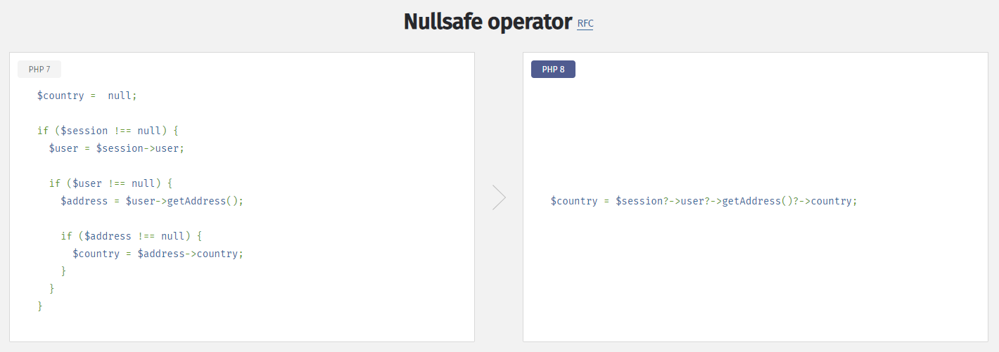 Nullsafe operator RFC
PHP 7
$country =  null;
if ($session !== null) {
  $user = $session->user;
  if ($user !== null) {
    $address = $user->getAddress();
    if ($address !== null) {
      $country = $address->country;
    }
  }
}
PHP 8
$country = $session?->user?->getAddress()?->country;